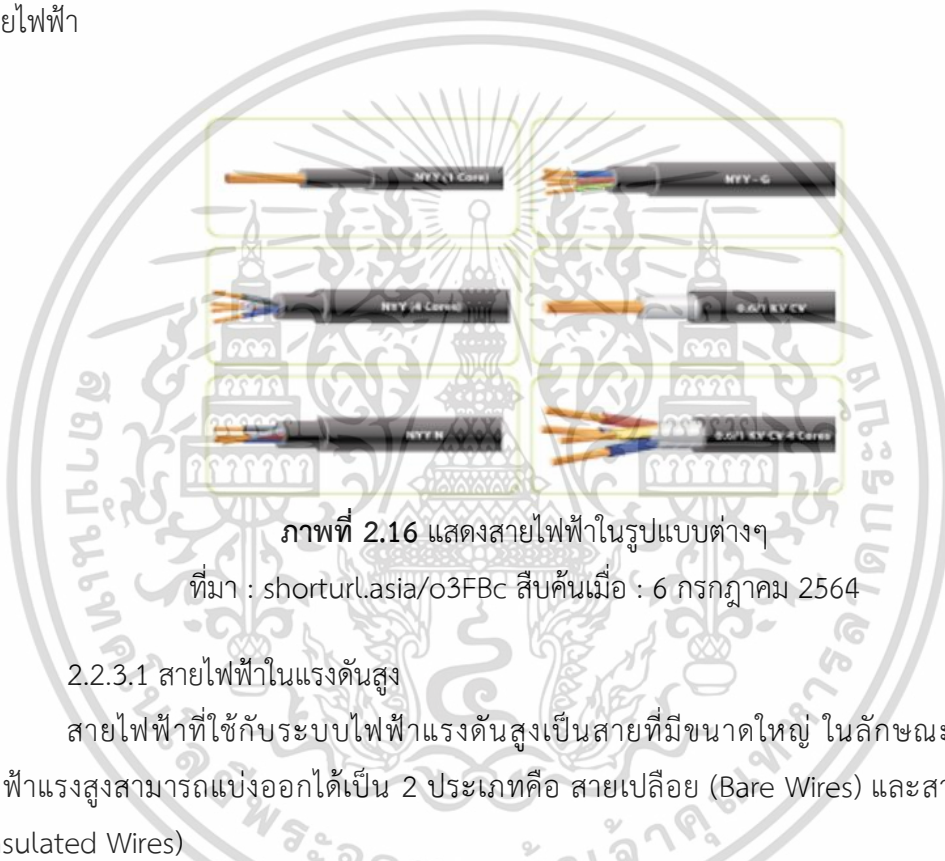 ยไฟฟ้า
NYY (1 Core)
NYY - G
NYY (4 Cores)
0.6/1 KV CV
NYY N
0.6/1 KV CV 4 Cores
ภาพที่ 2.16 แสดงสายไฟฟ้าในรูปแบบต่างๆ
ที่มา : shorturl.asia/o3FBc สืบค้นเมื่อ : 6 กรกฎาคม 2564
2.2.3.1 สายไฟฟ้าในแรงดันสูง
สายไฟฟ้าที่ใช้กับระบบไฟฟ้าแรงดันสูงเป็นสายที่มีขนาดใหญ่ ในลักษณะ
ฟ้าแรงสูงสามารถแบ่งออกได้เป็น 2 ประเภทคือ สายเปลือย (Bare Wires) และสา
nsulated Wires)